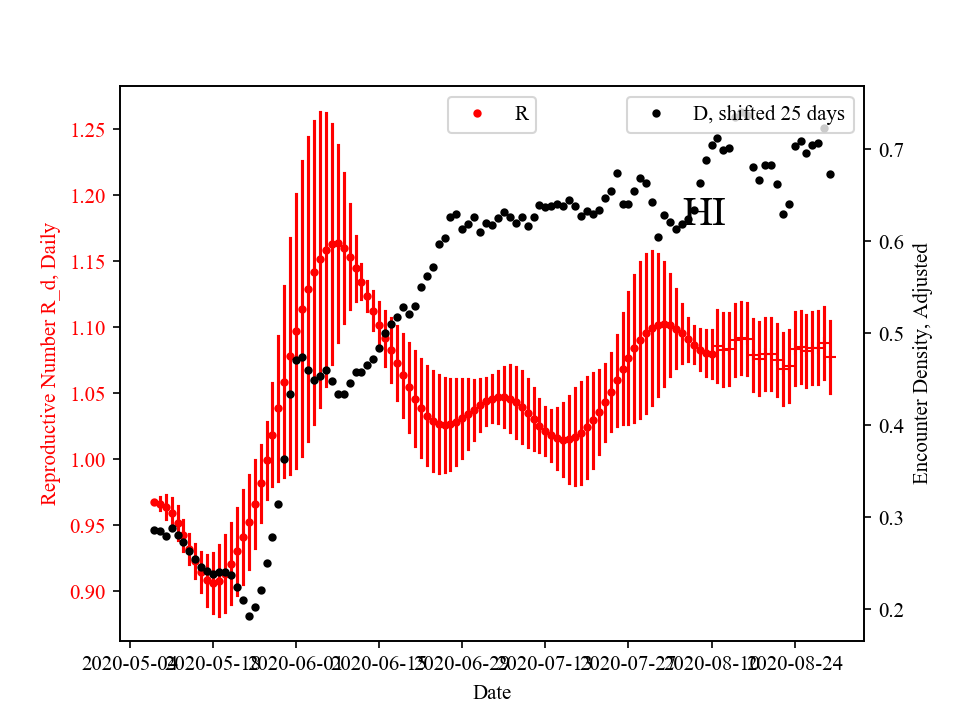 R
D, shifted 25 days
HI
Reproductive Number R_d, Daily
1.25
1.20
1.15
1.10
1.05
1.00
0.95
0.90
0.7
0.6
0.5
0.4
0.3
0.2
Encounter Density, Adjusted
2020-05-04 2020-05-18 2020-06-01 2020-06-15 2020-06-29 2020-07-13 2020-07-27 2020-08-10 2020-08-24
Date